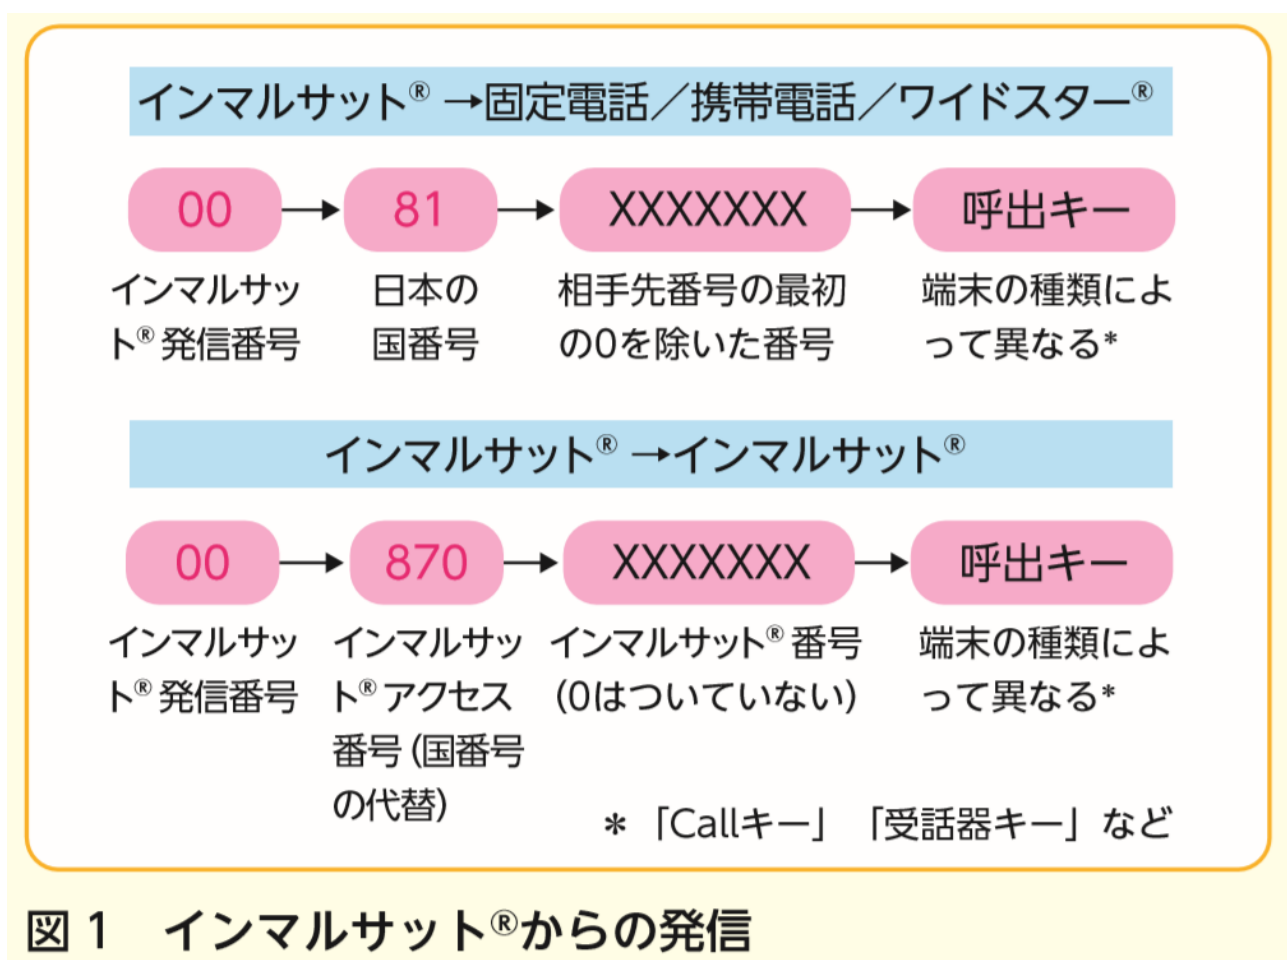 インマルサット®→固定電話／携帯電話／ワイドスター®
00 → 81 → XXXXXXX → 呼出キー
インマルサッ 日本の 相手先番号の最初 端末の種類によ
ト®発信番号 国番号 の0を除いた番号 って異なる*
インマルサット®→インマルサット®
00 → 870 → XXXXXXX → 呼出キー
インマルサッ インマルサッ インマルサット®番号 端末の種類によ
ト®発信番号 ト®アクセス (0はついていない) って異なる*
番号(国番号
の代替)
＊「Callキー」「受話器キー」など
図1　インマルサット®からの発信